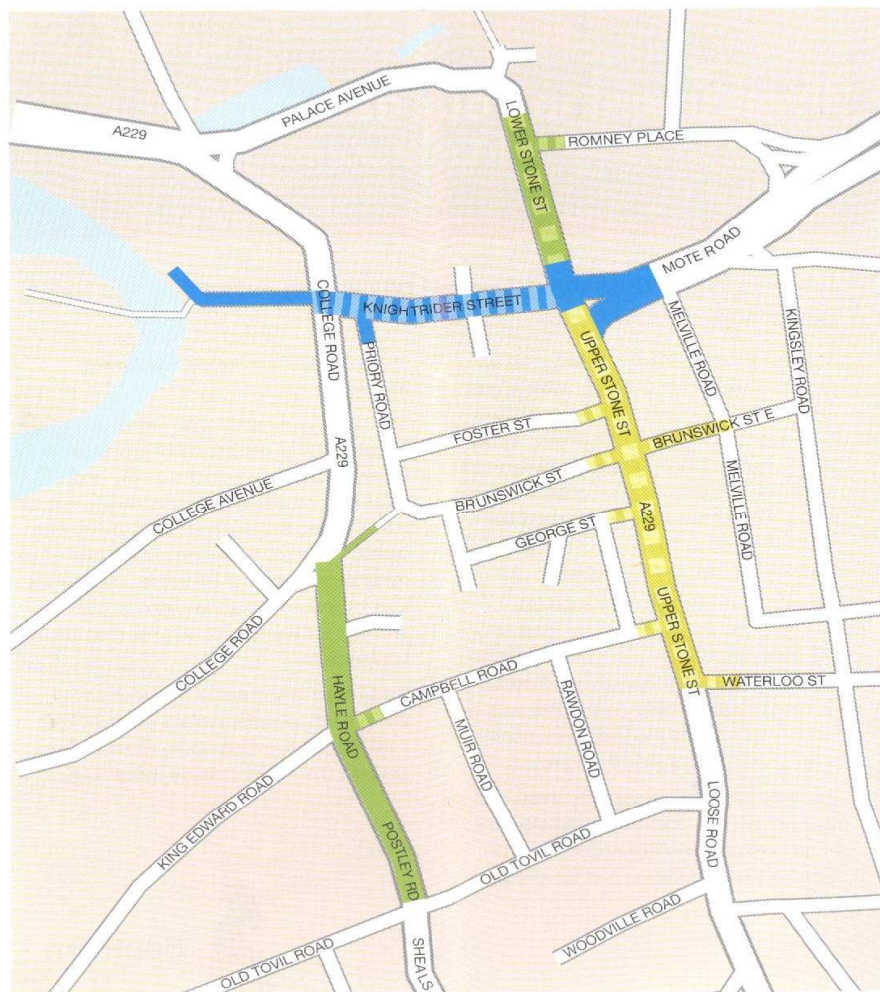 PALACE AVENUE
A229
LOWER STONE ST
ROMNEY PLACE
MOTE ROAD
COLLEGE ROAD
KNIGHTRIDER STREET
PRIORY ROAD
UPPER STONE ST
MELVILLE ROAD
KINGSLEY ROAD
FOSTER ST
BRUNSWICK ST E
A229
COLLEGE AVENUE
BRUNSWICK ST
MELVILLE ROAD
GEORGE ST
A229
COLLEGE ROAD
UPPER STONE ST
HAYLE ROAD
CAMPBELL ROAD
WATERLOO ST
MUIR ROAD
RAWDON ROAD
KING EDWARD ROAD
LOOSE ROAD
POSTLEY RD
OLD TOVIL ROAD
WOODVILLE ROAD
OLD TOVIL ROAD
SHEALS